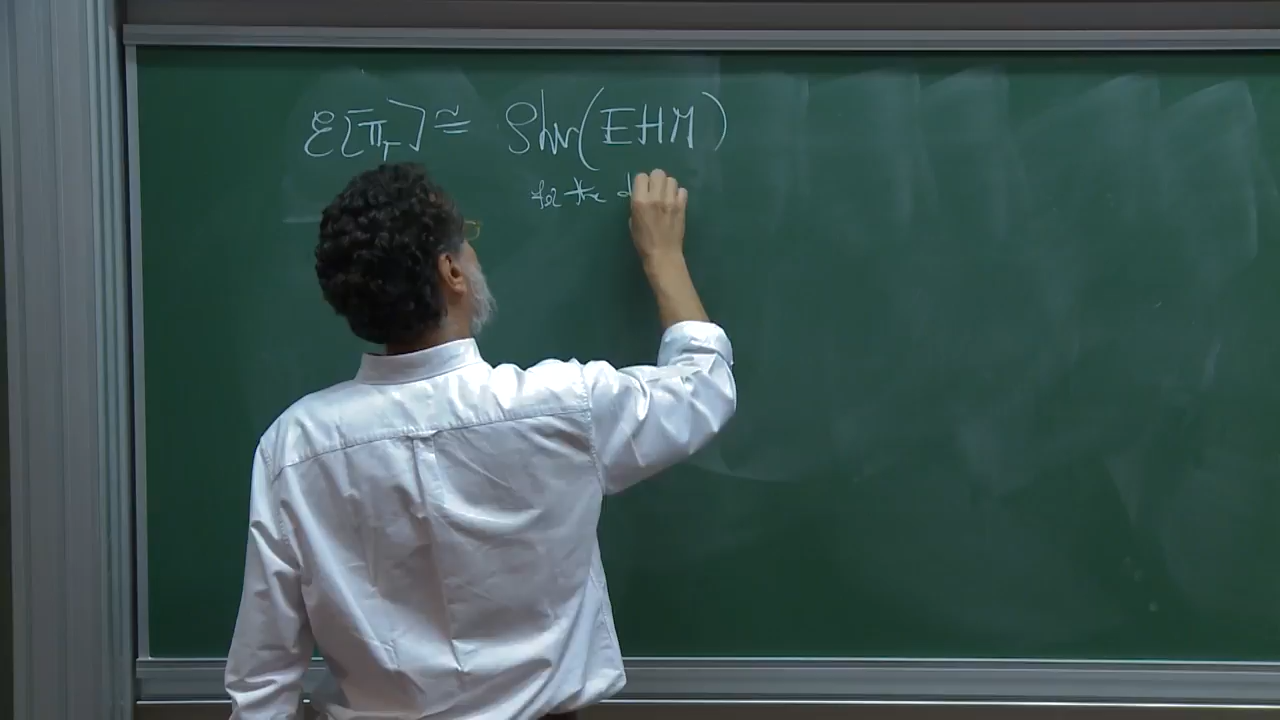 ℰ[π_T] ≅ Shv(EHM)
for the d